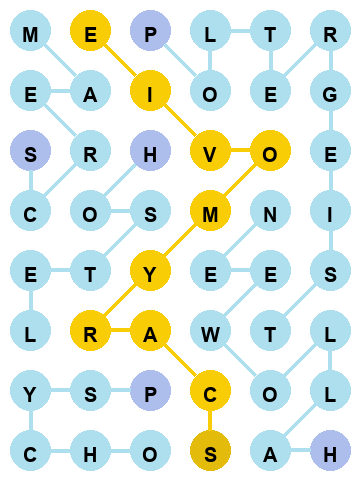 M E P L T R
E A I O E G
S R H V O E
C O S M N I
E T Y E E S
L R A W T L
Y S P C O L
C H O S A H